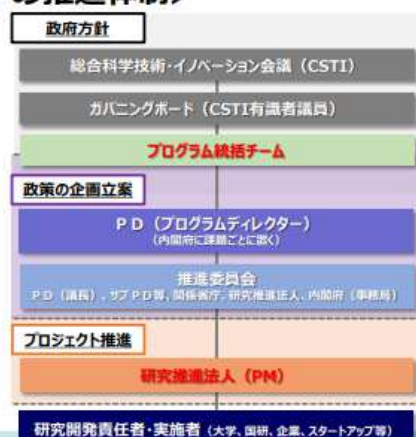 政府方針
総合科学技術・イノベーション会議（CSTI）
ガバニングボード（CSTI有識者議員）
プログラム統括チーム
政策の企画立案
ＰＤ（プログラムディレクター）
（内閣府に課題ごとに置く）
推進委員会
ＰＤ（議長）、サブＰＤ等、関係省庁、研究推進法人、内閣府（事務局）
プロジェクト推進
研究推進法人（PM）
研究開発責任者・実施者（大学、国研、企業、スタートアップ等）